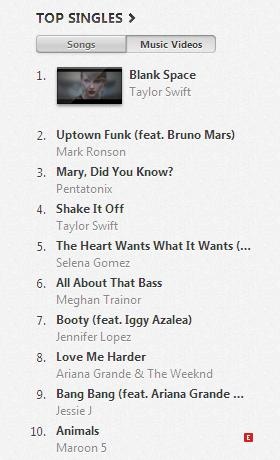 TOP SINGLES >
Songs
Music Videos
1. Blank Space
Taylor Swift
2. Uptown Funk (feat. Bruno Mars)
Mark Ronson
3. Mary, Did You Know?
Pentatonix
4. Shake It Off
Taylor Swift
5. The Heart Wants What It Wants (...
Selena Gomez
6. All About That Bass
Meghan Trainor
7. Booty (feat. Iggy Azalea)
Jennifer Lopez
8. Love Me Harder
Ariana Grande & The Weeknd
9. Bang Bang (feat. Ariana Grande ...
Jessie J
10. Animals E
Maroon 5